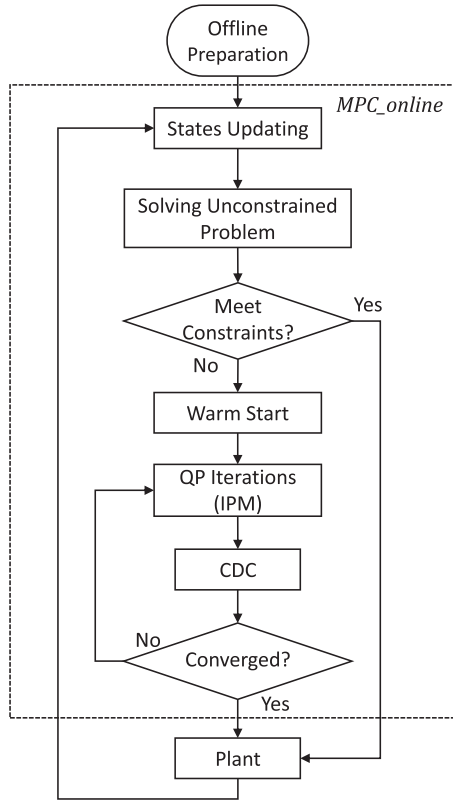 Offline
Preparation
MPC_online
States Updating
Solving Unconstrained
Problem
Meet
Constraints?
Yes
No
Warm Start
QP Iterations
(IPM)
CDC
No
Converged?
Yes
Plant